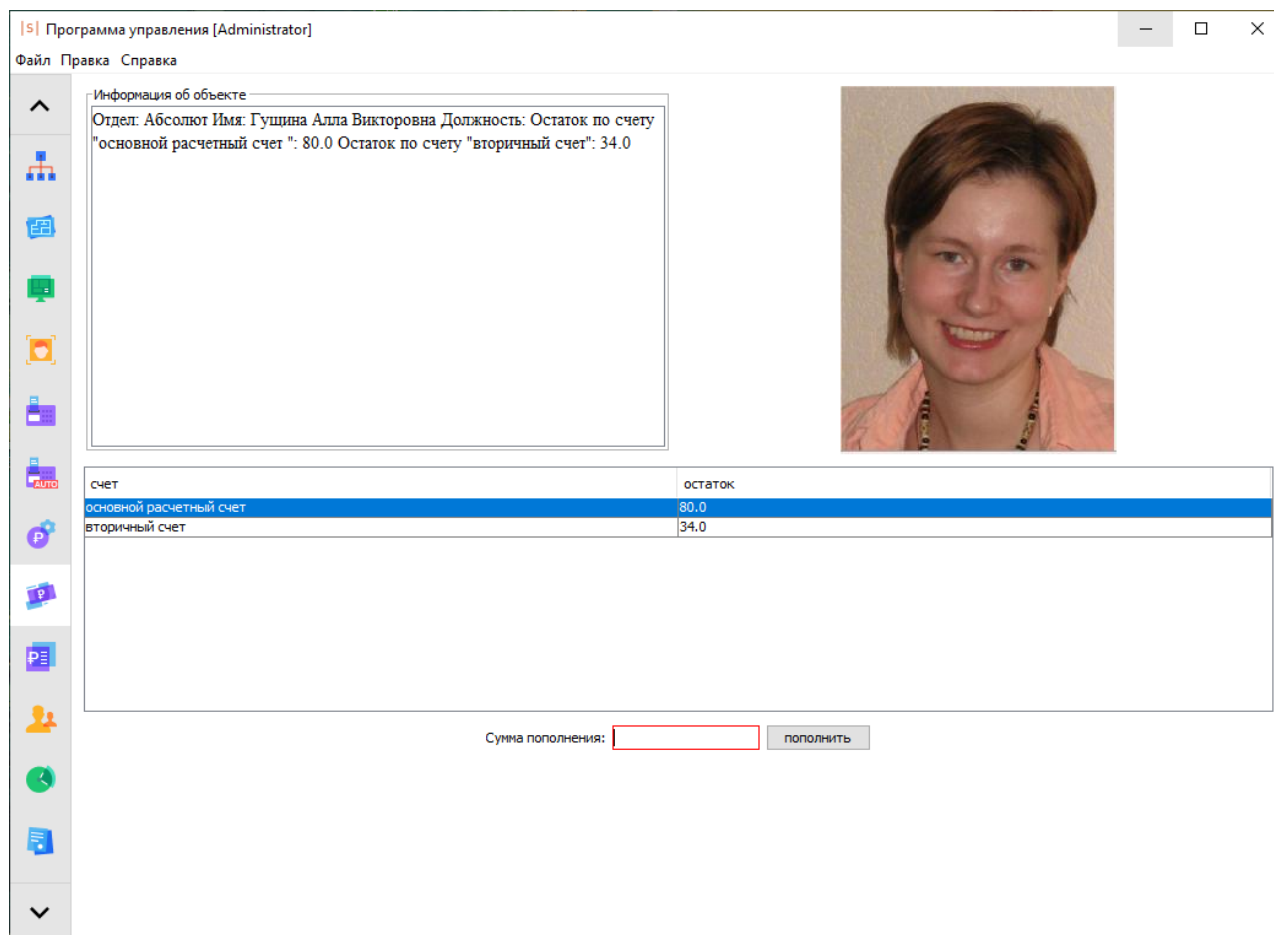 |S| Программа управления [Administrator]
Файл Правка Справка
Информация об объекте
Отдел: Абсолют Имя: Гущина Алла Викторовна Должность: Остаток по счету
"основной расчетный счет ": 80.0 Остаток по счету "вторичный счет": 34.0
AUTO
счет остаток
основной расчетный счет 80.0
вторичный счет 34.0
Сумма пополнения: пополнить